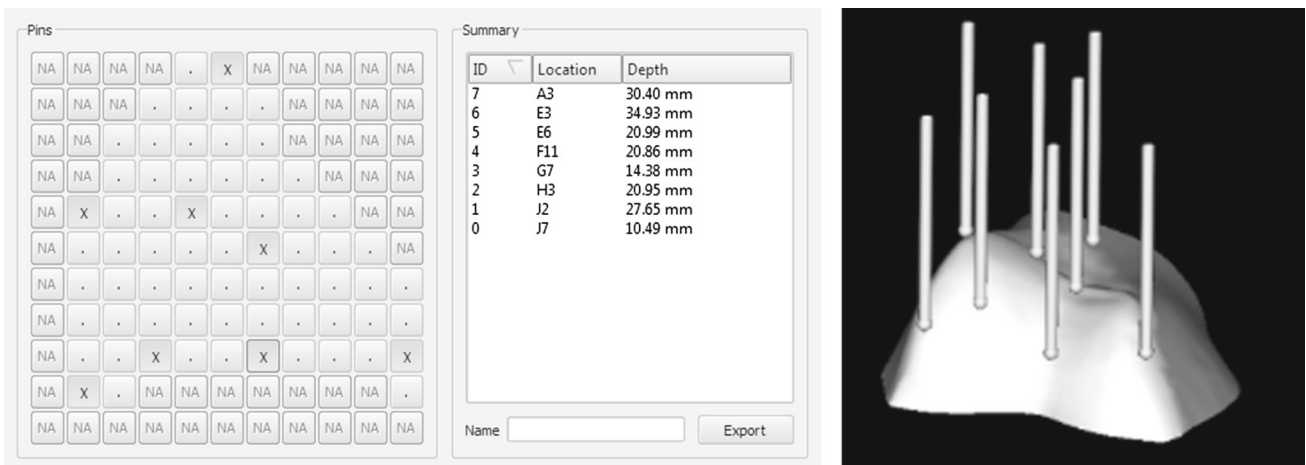 Pins
NA NA NA NA . X NA NA NA NA NA
NA NA NA . . . . NA NA NA NA
NA NA . . . . . NA NA NA NA
NA NA . . . . . . NA NA NA
NA X . . X . . . . NA NA
NA . . . . . X . . . NA
NA . . . . . . . . . .
NA . . . . . . . . . .
NA . . X . . X . . . X
NA X . NA NA NA NA NA NA NA .
NA NA NA NA NA NA NA NA NA NA NA
Summary
ID Location Depth
7 A3 30.40 mm
6 E3 34.93 mm
5 E6 20.99 mm
4 F11 20.86 mm
3 G7 14.38 mm
2 H3 20.95 mm
1 J2 27.65 mm
0 J7 10.49 mm
Name Export